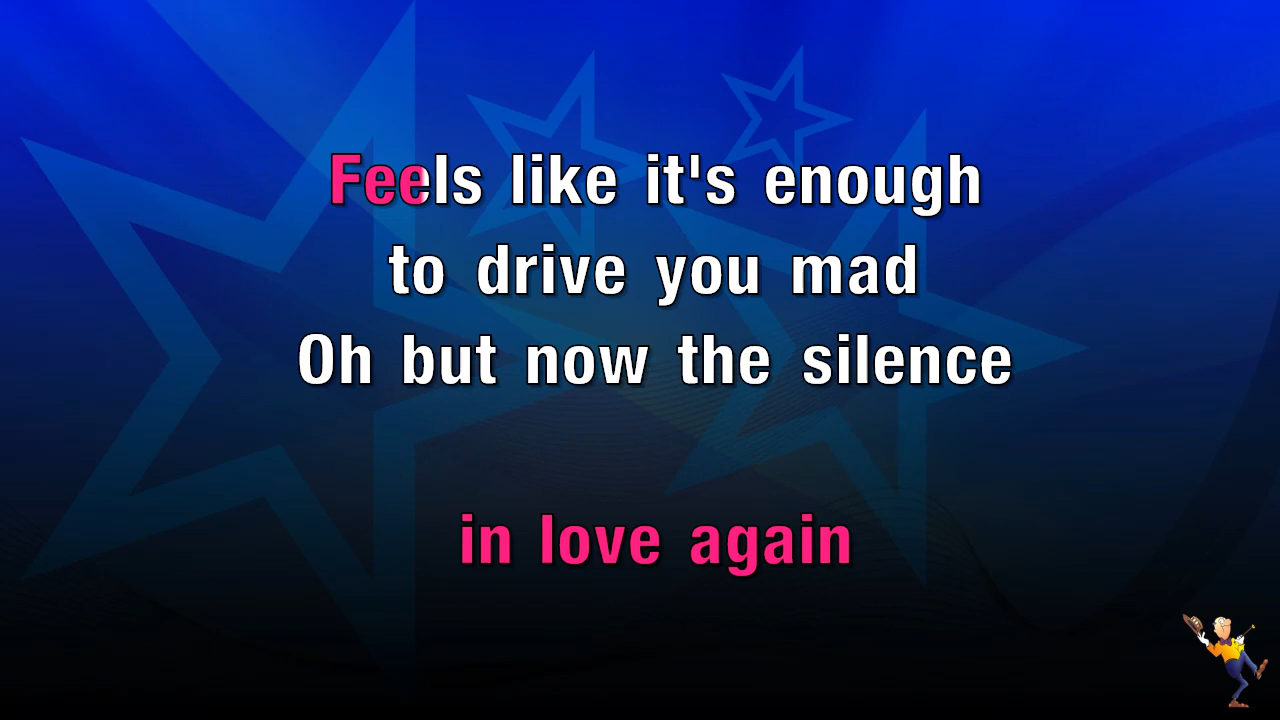 Feels like it's enough
to drive you mad
Oh but now the silence
in love again